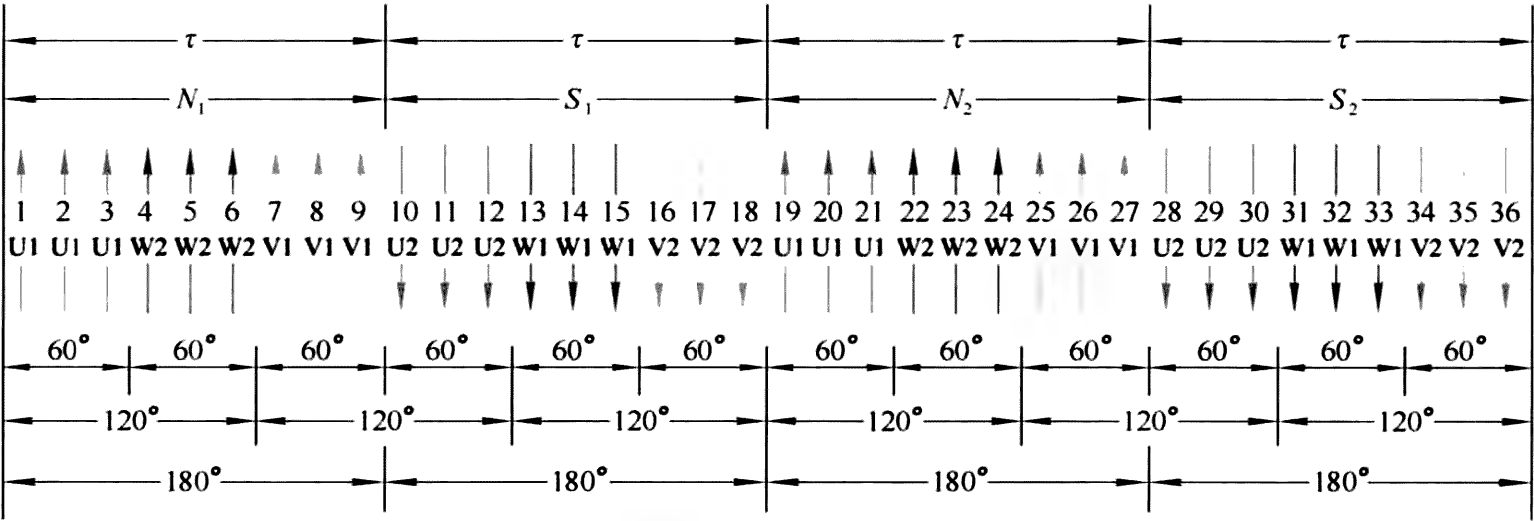 τ τ τ τ
N₁ S₁ N₂ S₂
1 2 3 4 5 6 7 8 9 10 11 12 13 14 15 16 17 18 19 20 21 22 23 24 25 26 27 28 29 30 31 32 33 34 35 36
U1 U1 U1 W2 W2 W2 V1 V1 V1 U2 U2 U2 W1 W1 W1 V2 V2 V2 U1 U1 U1 W2 W2 W2 V1 V1 V1 U2 U2 U2 W1 W1 W1 V2 V2 V2
60° 60° 60° 60° 60° 60° 60° 60° 60° 60° 60° 60°
120° 120° 120° 120° 120° 120°
180° 180° 180° 180°